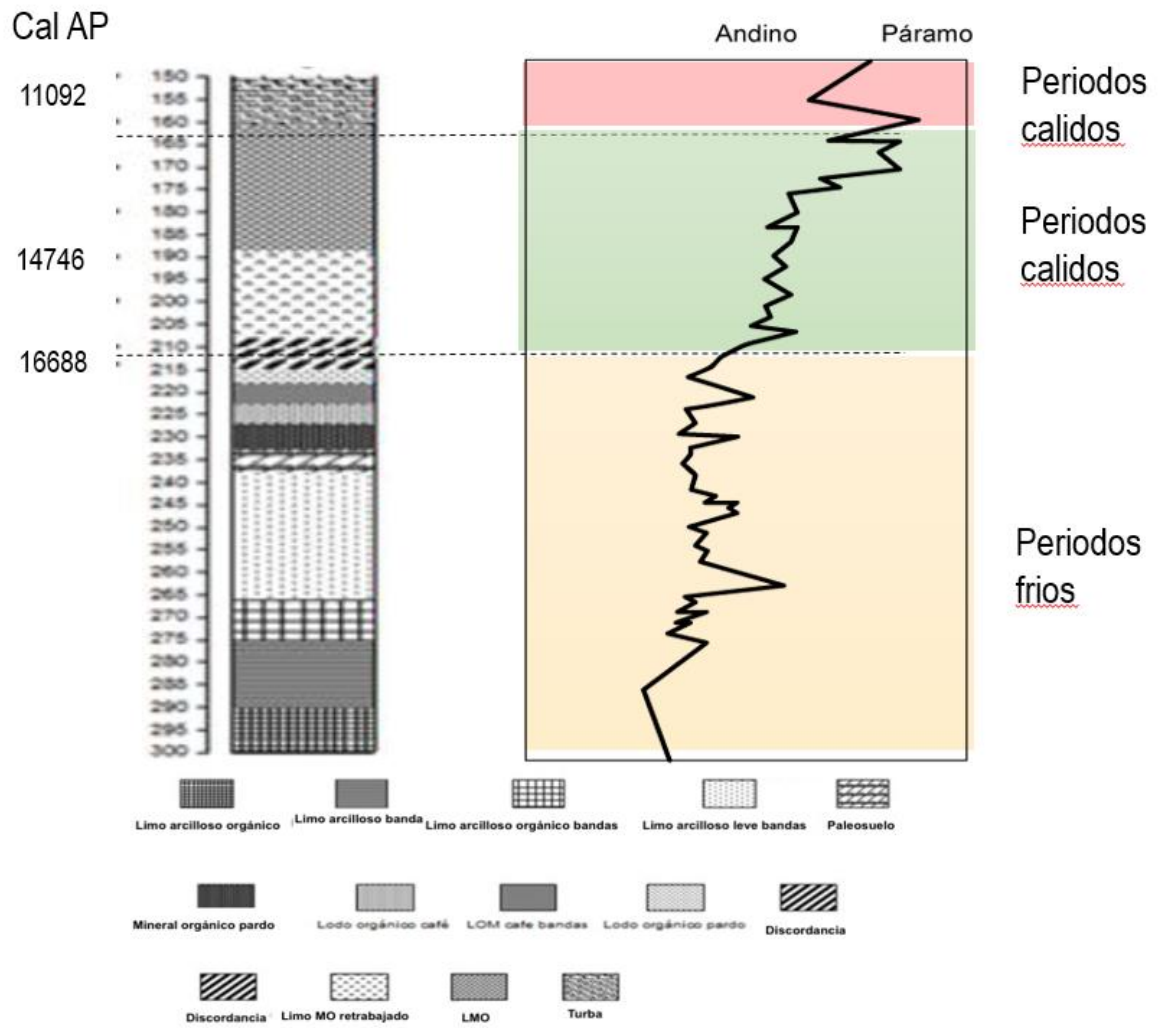 Cal AP
Andino Páramo
150
11092
155
160
165
170
175
180
185
14746
190
195
200
205
210
16688
215
220
225
230
235
240
245
250
255
260
265
270
275
280
285
290
295
300
Periodos
calidos
Periodos
calidos
Periodos
frios
Limo arcilloso orgánico
Limo arcilloso banda
Limo arcilloso orgánico bandas
Limo arcilloso leve bandas
Paleosuelo
Mineral orgánico pardo
Lodo orgánico café
LOM cafe bandas
Lodo orgánico pardo
Discordancia
Discordancia
Limo MO retrabajado
LMO
Turba